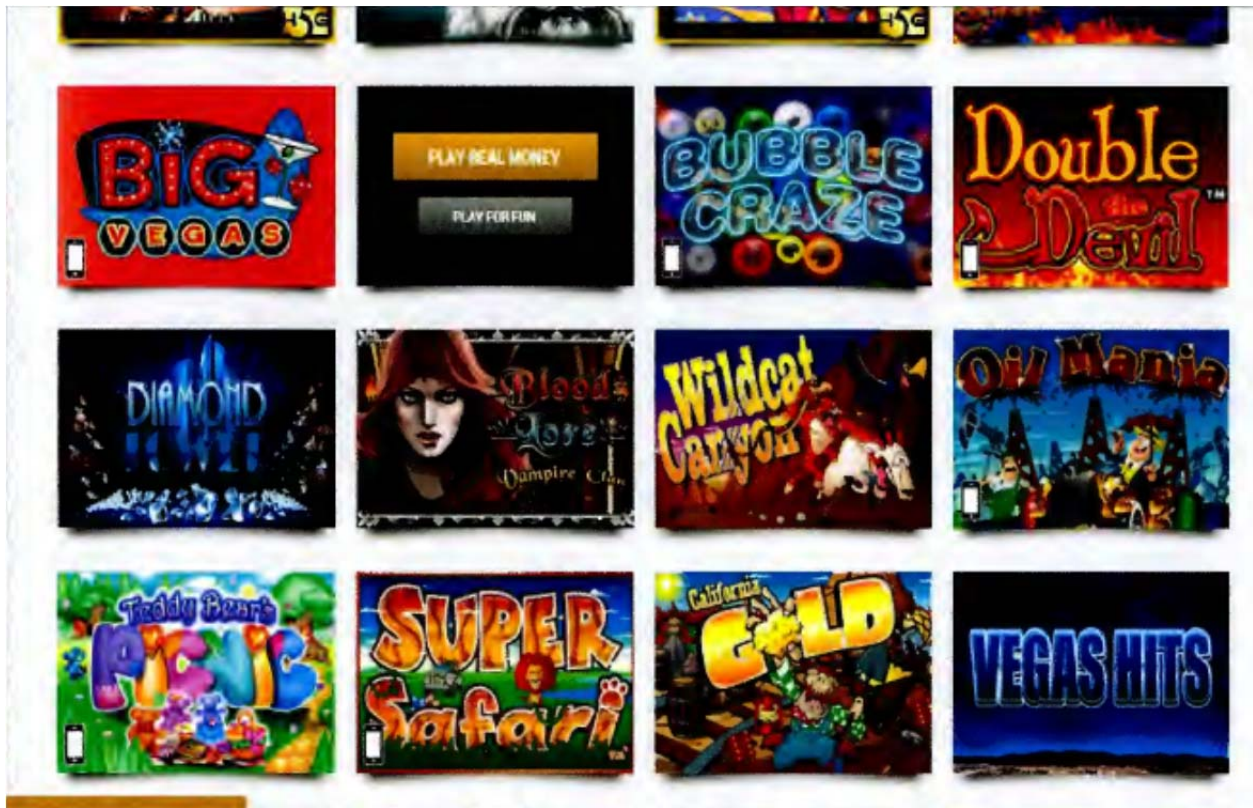 BIG
VEGAS
PLAY REAL MONEY
PLAY FOR FUN
BUBBLE
CRAZE
Double
the
Devil
TM
DIAMOND
Blood
Lore
Vampire Clan
Wildcat
Canyon
Oil Mania
Teddy Bear's
PICNIC
SUPER
Safari
California
GOLD
VEGAS HITS